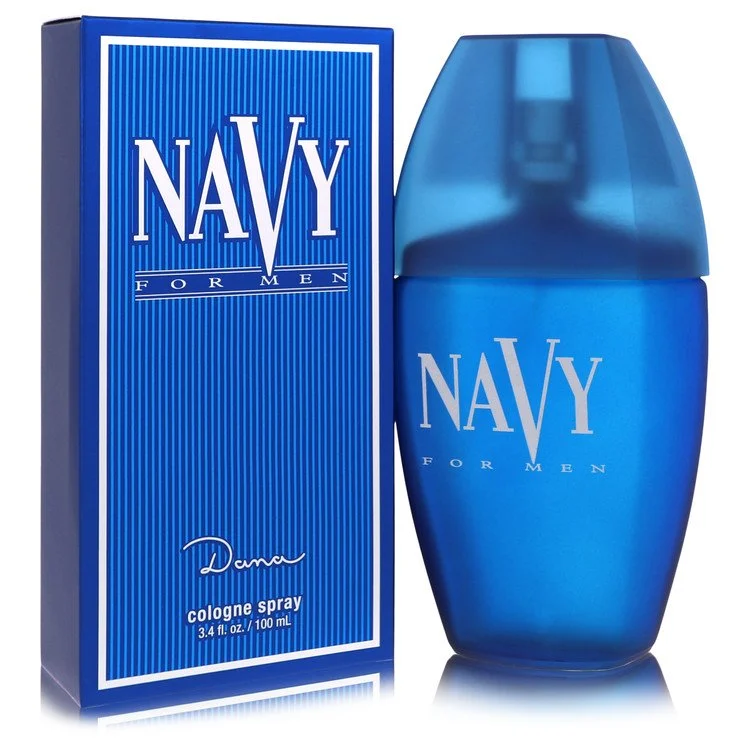 NAVY
FOR MEN
Dana
cologne spray
3.4 fl. oz. / 100 mL
NAVY
FOR MEN